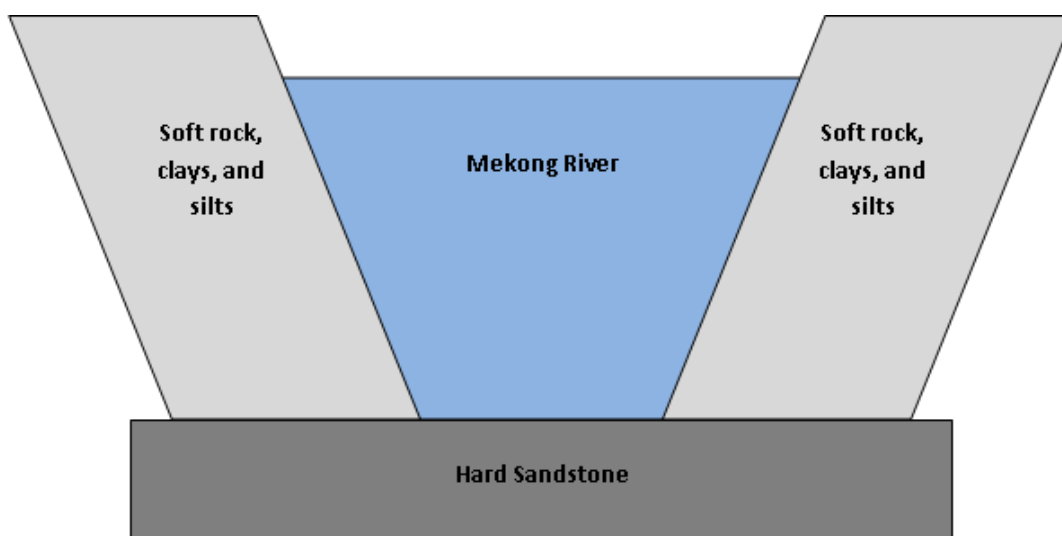 Soft rock,
clays, and
silts
Mekong River
Soft rock,
clays, and
silts
Hard Sandstone